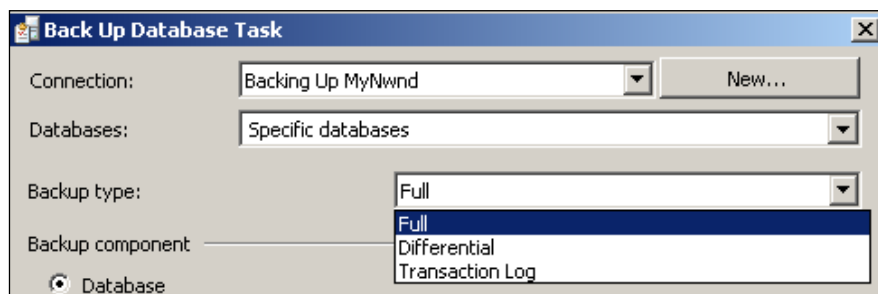 Back Up Database Task
Connection: Backing Up MyNwnd New...
Databases: Specific databases
Backup type: Full
Full
Backup component Differential
Transaction Log
Database